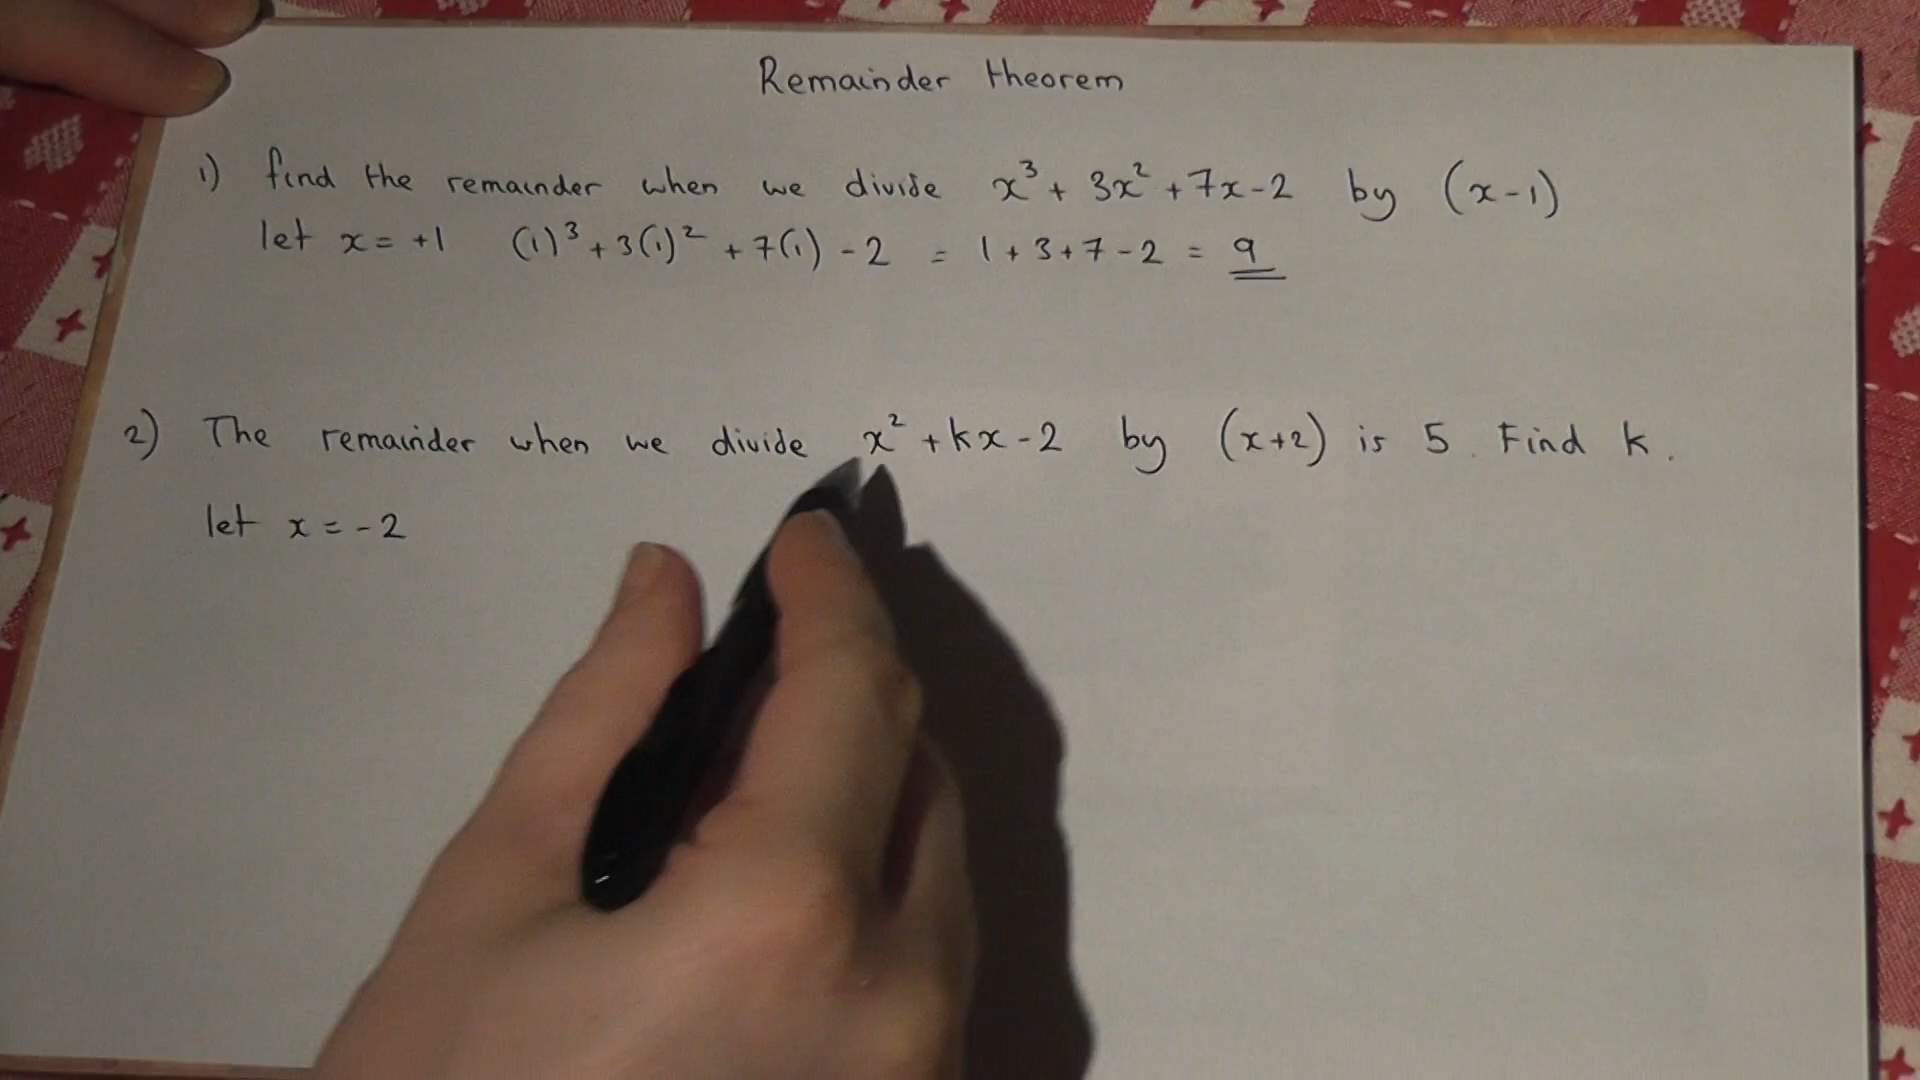 Remainder theorem
1) find the remainder when we divide x³ + 3x² + 7x - 2 by (x-1)
let x = +1 (1)³ + 3(1)² + 7(1) - 2 = 1 + 3 + 7 - 2 = 9
2) The remainder when we divide x² + kx - 2 by (x+2) is 5. Find k.
let x = -2